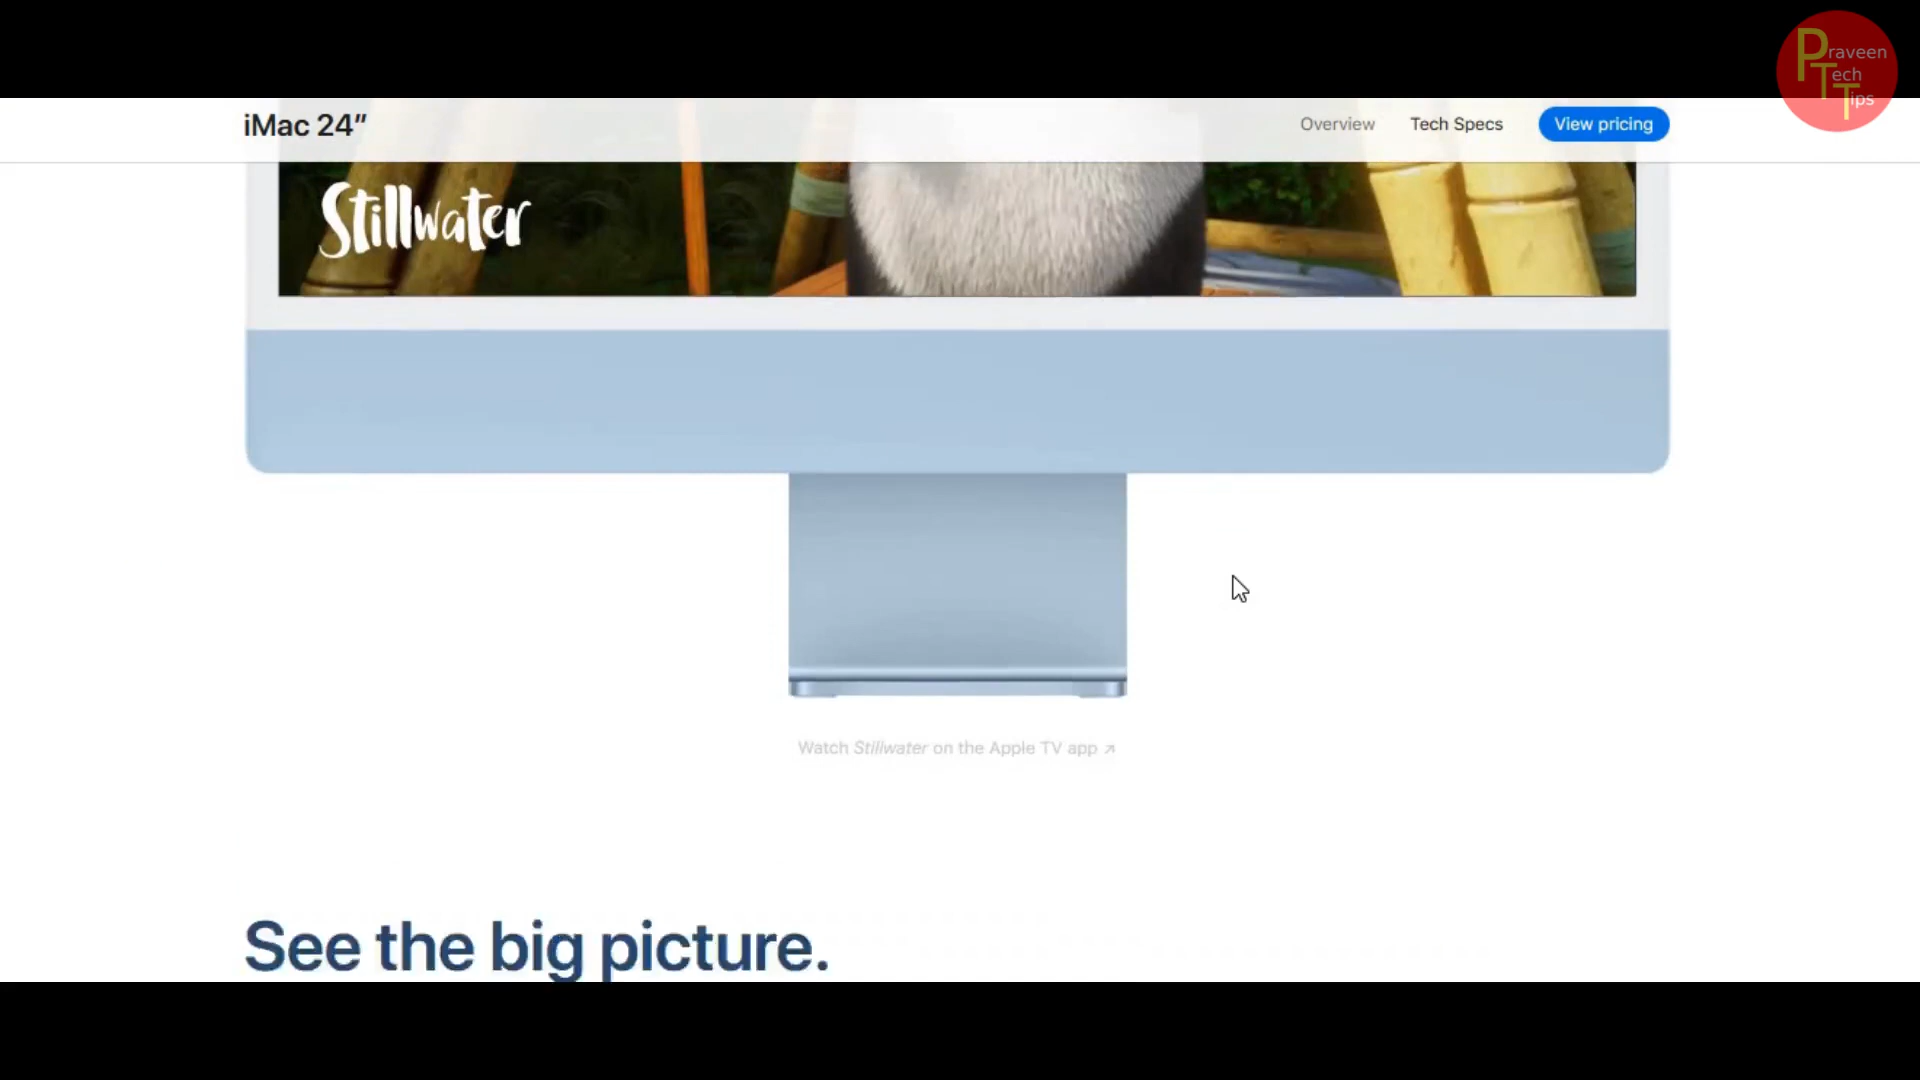 Praveen
Tech
Tips
iMac 24″
Overview
Tech Specs
View pricing
Stillwater
Watch Stillwater on the Apple TV app ↗
See the big picture.